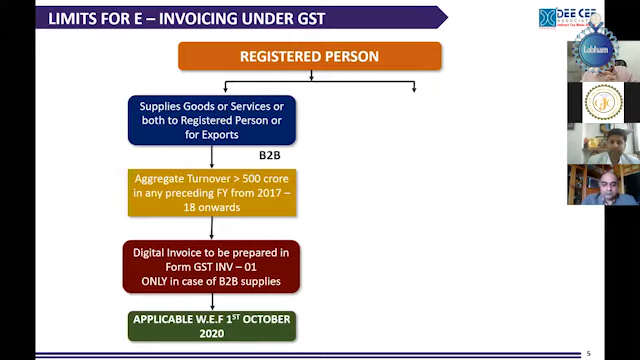 LIMITS FOR E – INVOICING UNDER GST
DEE CEE
ASSOCIATES
Labham
GJC
REGISTERED PERSON
Supplies Goods or Services or
both to Registered Person or
for Exports
B2B
Aggregate Turnover > 500 crore
in any preceding FY from 2017 –
18 onwards
Digital Invoice to be prepared in
Form GST INV – 01
ONLY in case of B2B supplies
APPLICABLE W.E.F 1ST OCTOBER
2020
5